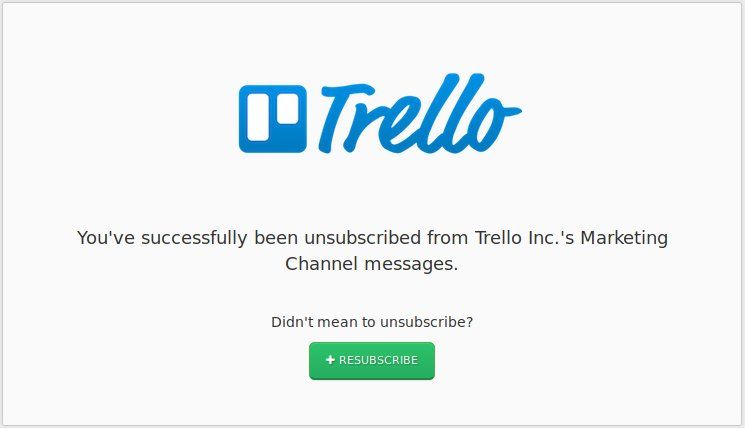 Trello
You've successfully been unsubscribed from Trello Inc.'s Marketing
Channel messages.
Didn't mean to unsubscribe?
+ RESUBSCRIBE